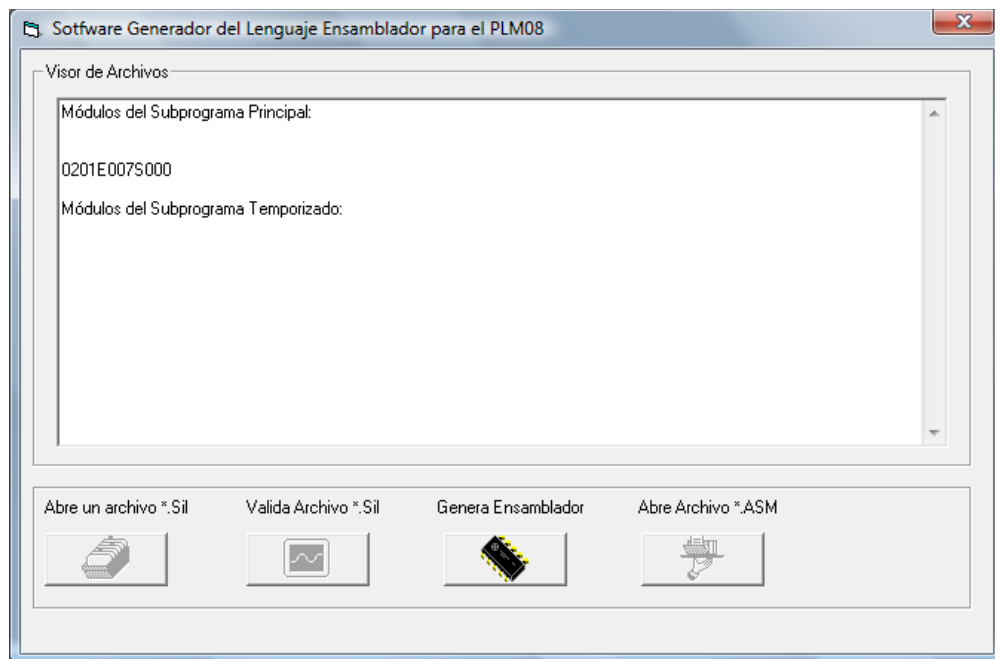 Sotfware Generador del Lenguaje Ensamblador para el PLM08
Visor de Archivos
Módulos del Subprograma Principal:
0201E007S000
Módulos del Subprograma Temporizado:
Abre un archivo *.Sil
Valida Archivo *.Sil
Genera Ensamblador
Abre Archivo *.ASM